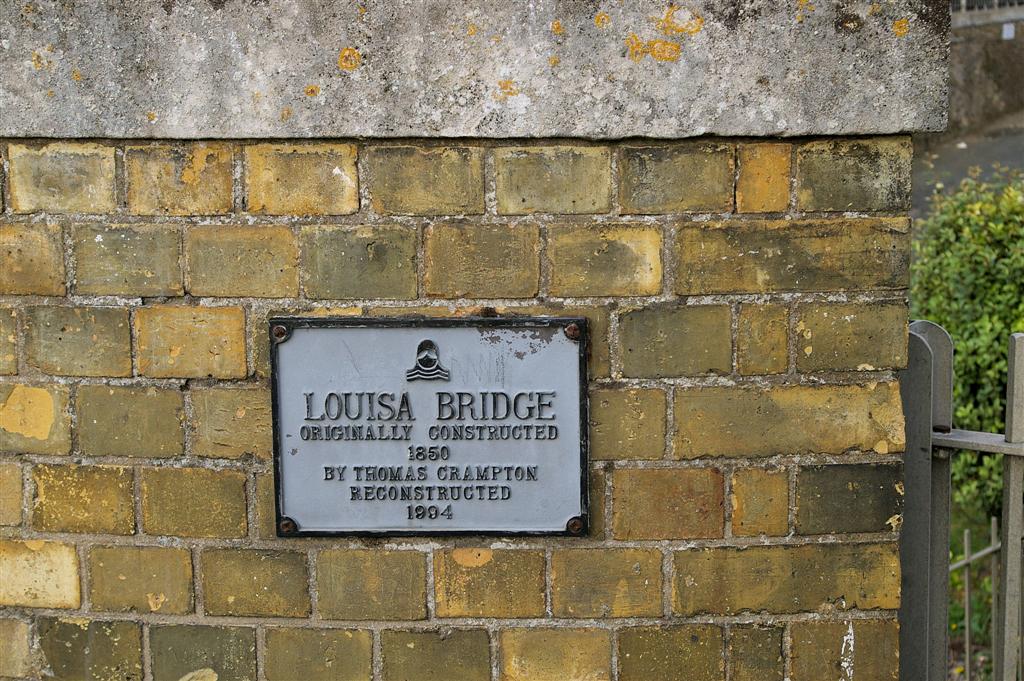 LOUISA BRIDGE
ORIGINALLY CONSTRUCTED
1850
BY THOMAS CRAMPTON
RECONSTRUCTED
1994